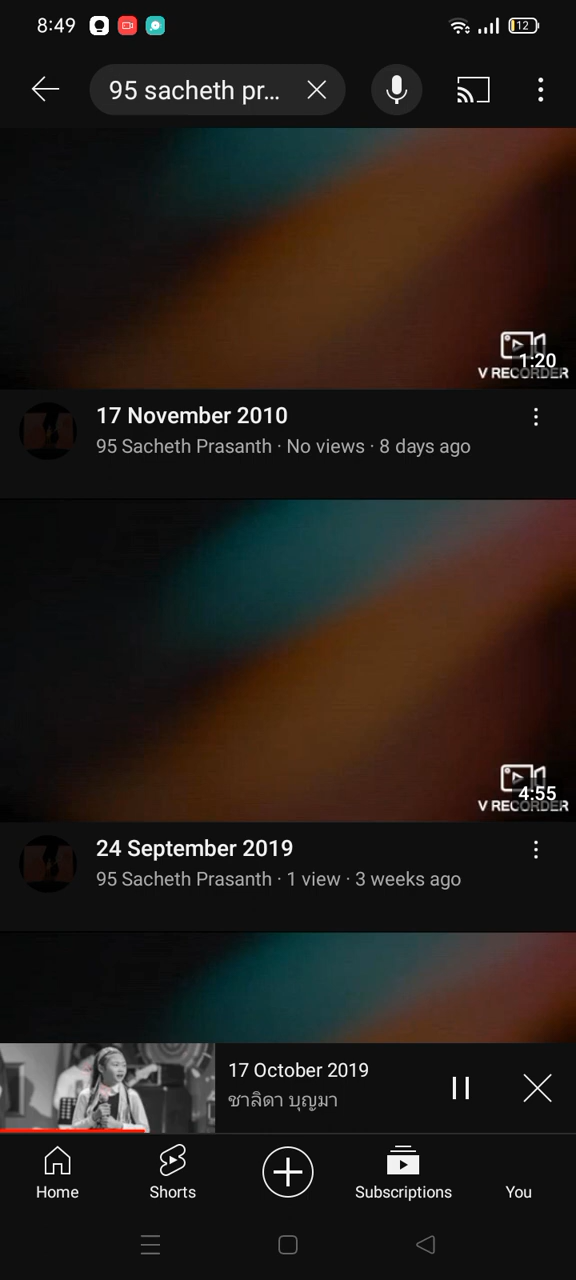 8:49
12
95 sacheth pr...
1:20
V RECORDER
17 November 2010
95 Sacheth Prasanth · No views · 8 days ago
4:55
V RECORDER
24 September 2019
95 Sacheth Prasanth · 1 view · 3 weeks ago
17 October 2019
ชาลิดา บุญมา
Home
Shorts
Subscriptions
You